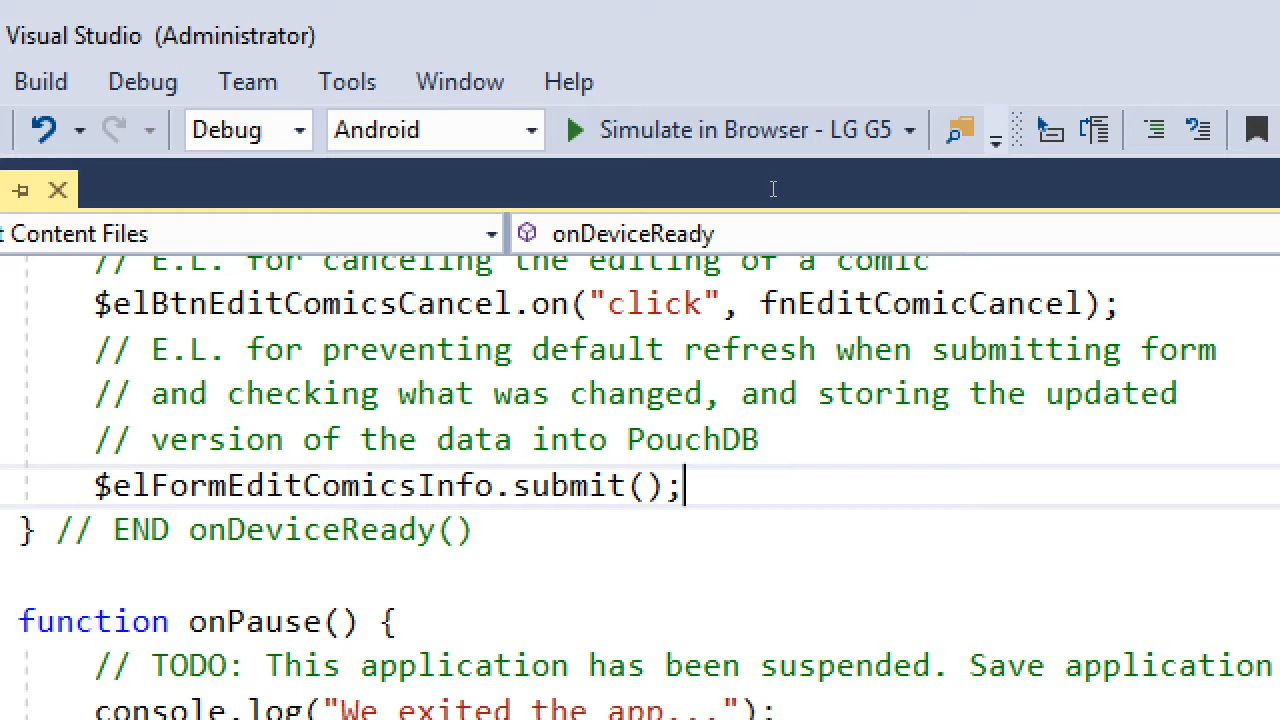 Visual Studio (Administrator)
Build Debug Team Tools Window Help
Debug Android Simulate in Browser - LG G5
t Content Files onDeviceReady
// E.L. for canceling the editing of a comic
$elBtnEditComicsCancel.on("click", fnEditComicCancel);
// E.L. for preventing default refresh when submitting form
// and checking what was changed, and storing the updated
// version of the data into PouchDB
$elFormEditComicsInfo.submit();
} // END onDeviceReady()
function onPause() {
// TODO: This application has been suspended. Save application
console.log("We exited the app...");